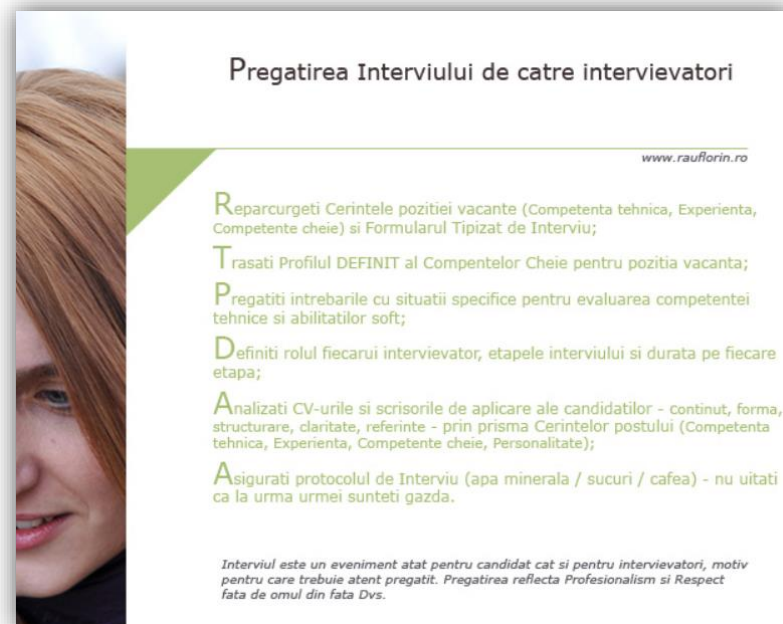 Pregatirea Interviului de catre intervievatori
www.rauflorin.ro
Reparcurgeti Cerintele pozitiei vacante (Competenta tehnica, Experienta,
Competente cheie) si Formularul Tipizat de Interviu;
Trasati Profilul DEFINIT al Compentelor Cheie pentru pozitia vacanta;
Pregatiti intrebarile cu situatii specifice pentru evaluarea competentei
tehnice si abilitatilor soft;
Definiti rolul fiecarui intervievator, etapele interviului si durata pe fiecare
etapa;
Analizati CV-urile si scrisorile de aplicare ale candidatilor - continut, forma,
structurare, claritate, referinte - prin prisma Cerintelor postului (Competenta
tehnica, Experienta, Competente cheie, Personalitate);
Asigurati protocolul de Interviu (apa minerala / sucuri / cafea) - nu uitati
ca la urma urmei sunteti gazda.
Interviul este un eveniment atat pentru candidat cat si pentru intervievatori, motiv
pentru care trebuie atent pregatit. Pregatirea reflecta Profesionalism si Respect
fata de omul din fata Dvs.